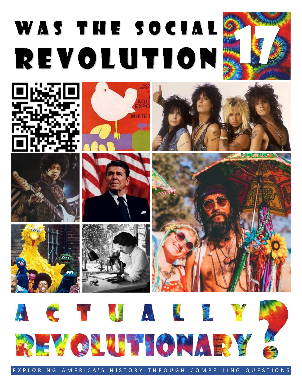 WAS THE SOCIAL
REVOLUTION
17
ACTUALLY
REVOLUTIONARY?
EXPLORING AMERICA'S HISTORY THROUGH COMPELLING QUESTIONS